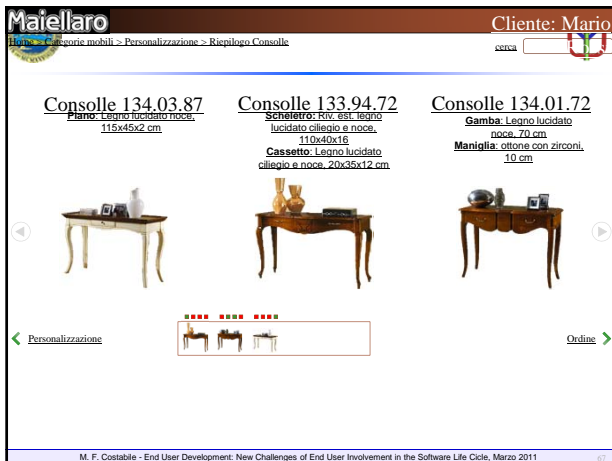 Maiellaro
Cliente: Mario
Home > Categorie mobili > Personalizzazione > Riepilogo Consolle
cerca
Consolle 134.03.87
Piano: Legno lucidato noce,
115x45x2 cm
Consolle 133.94.72
Scheletro: Riv. est. legno
lucidato ciliegio e noce,
110x40x16
Cassetto: Legno lucidato
ciliegio e noce, 20x35x12 cm
Consolle 134.01.72
Gamba: Legno lucidato
noce, 70 cm
Maniglia: ottone con zirconi,
10 cm
Personalizzazione
Ordine
M. F. Costabile - End User Development: New Challenges of End User Involvement in the Software Life Cicle, Marzo 2011
67